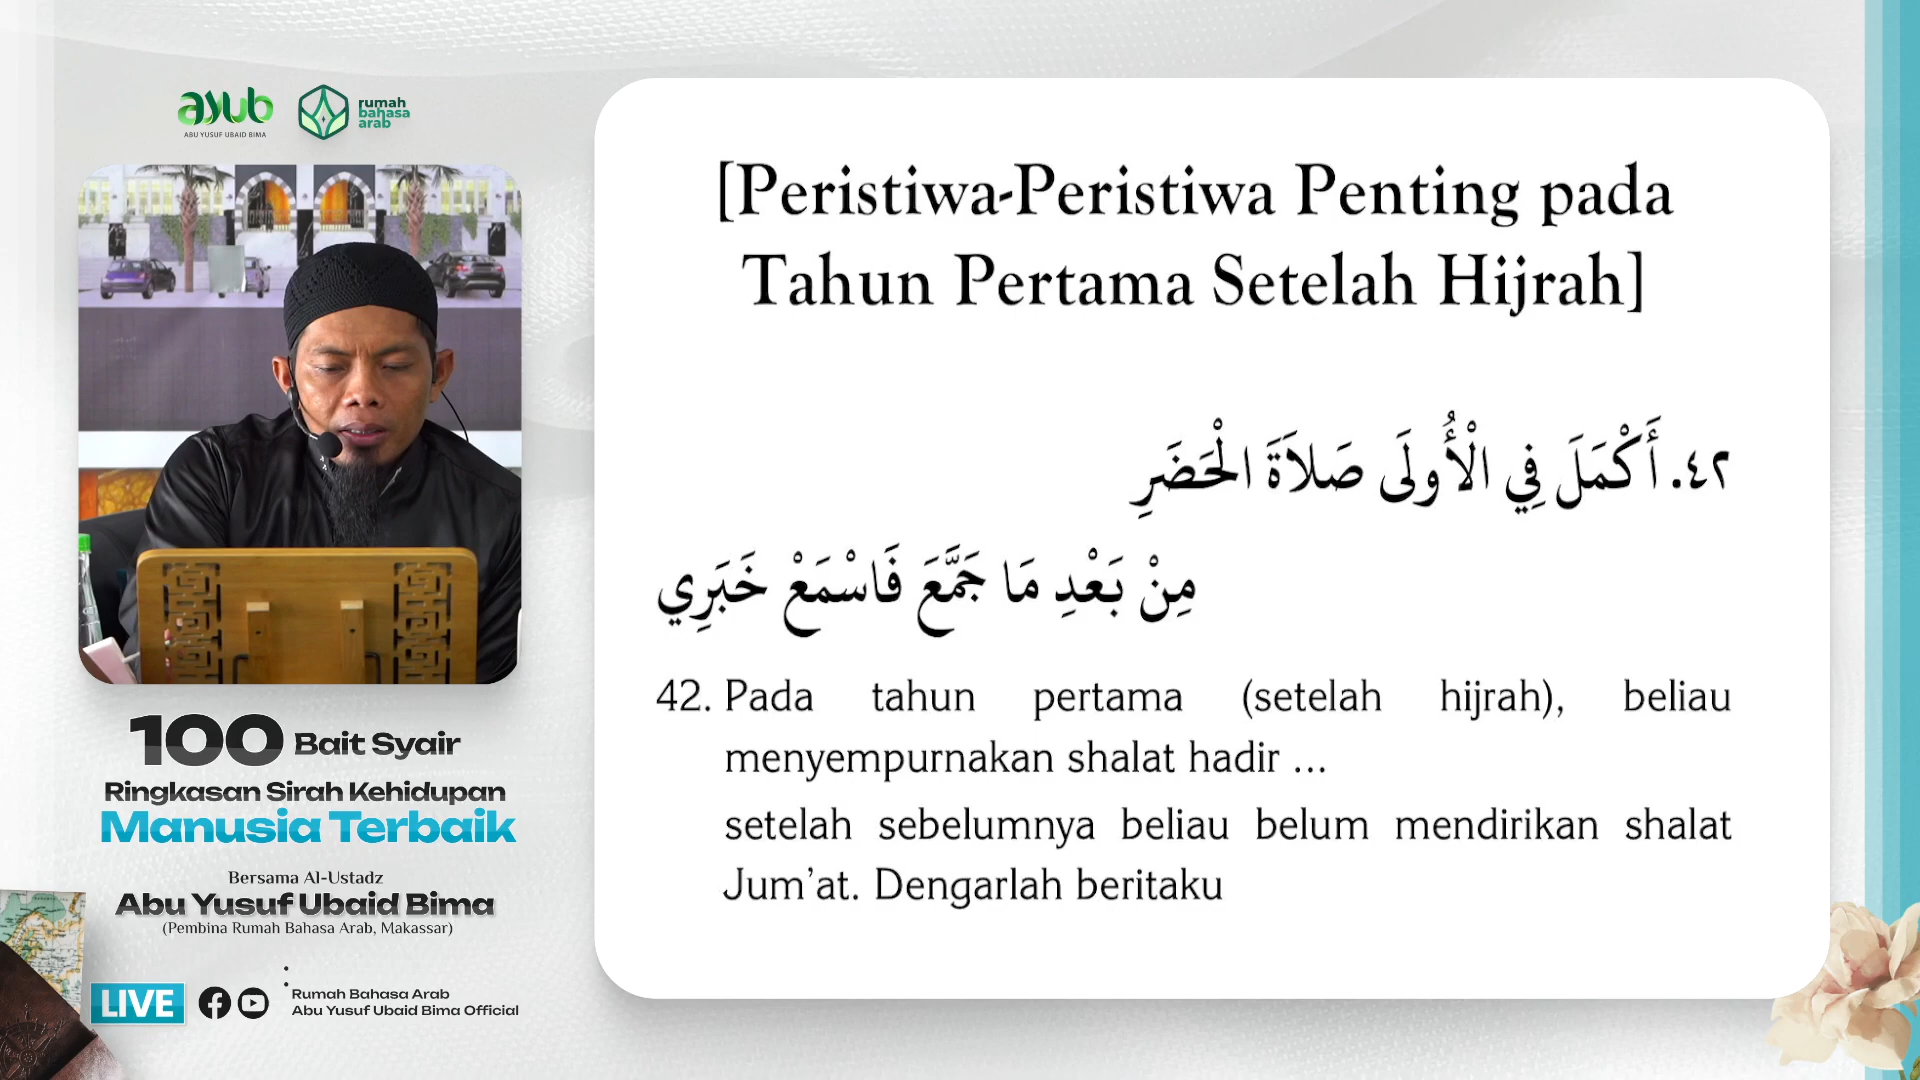 ayub
ABU YUSUF UBAID BIMA
rumah
bahasa
arab
100 Bait Syair
Ringkasan Sirah Kehidupan
Manusia Terbaik
Bersama Al-Ustadz
Abu Yusuf Ubaid Bima
(Pembina Rumah Bahasa Arab, Makassar)
LIVE
:
Rumah Bahasa Arab
Abu Yusuf Ubaid Bima Official
[Peristiwa-Peristiwa Penting pada
Tahun Pertama Setelah Hijrah]
٤٢. أَكْمَلَ فِي الْأُولَى صَلاَةَ الْحَضَرِ
مِنْ بَعْدِ مَا جَمَّعَ فَاسْمَعْ خَبَرِي
42. Pada tahun pertama (setelah hijrah), beliau
menyempurnakan shalat hadir ...
setelah sebelumnya beliau belum mendirikan shalat
Jum’at. Dengarlah beritaku